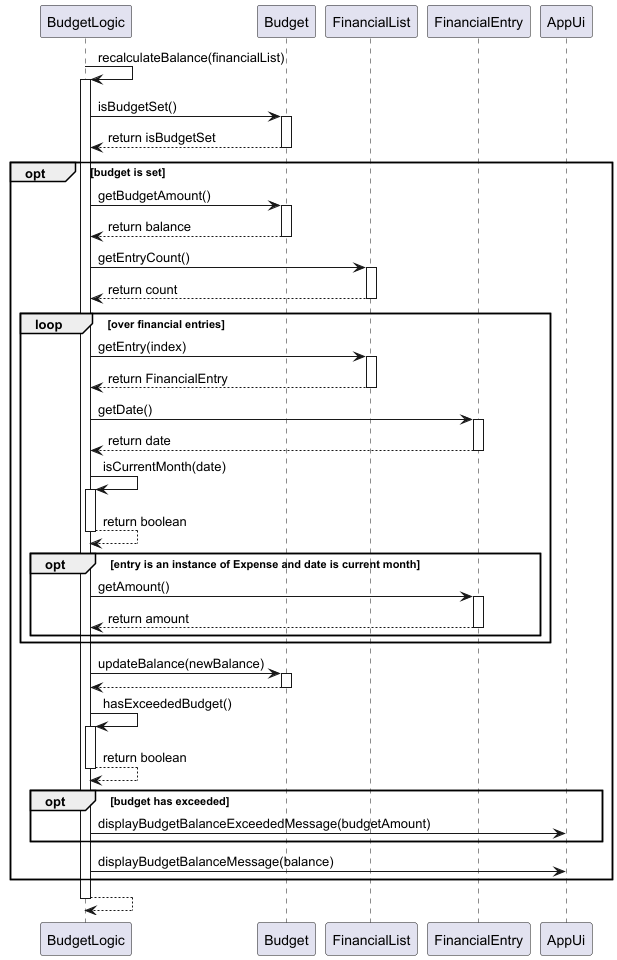 BudgetLogic Budget FinancialList FinancialEntry AppUi
recalculateBalance(financialList)
isBudgetSet()
return isBudgetSet
opt [budget is set]
getBudgetAmount()
return balance
getEntryCount()
return count
loop [over financial entries]
getEntry(index)
return FinancialEntry
getDate()
return date
isCurrentMonth(date)
return boolean
opt [entry is an instance of Expense and date is current month]
getAmount()
return amount
updateBalance(newBalance)
hasExceededBudget()
return boolean
opt [budget has exceeded]
displayBudgetBalanceExceededMessage(budgetAmount)
displayBudgetBalanceMessage(balance)
BudgetLogic Budget FinancialList FinancialEntry AppUi